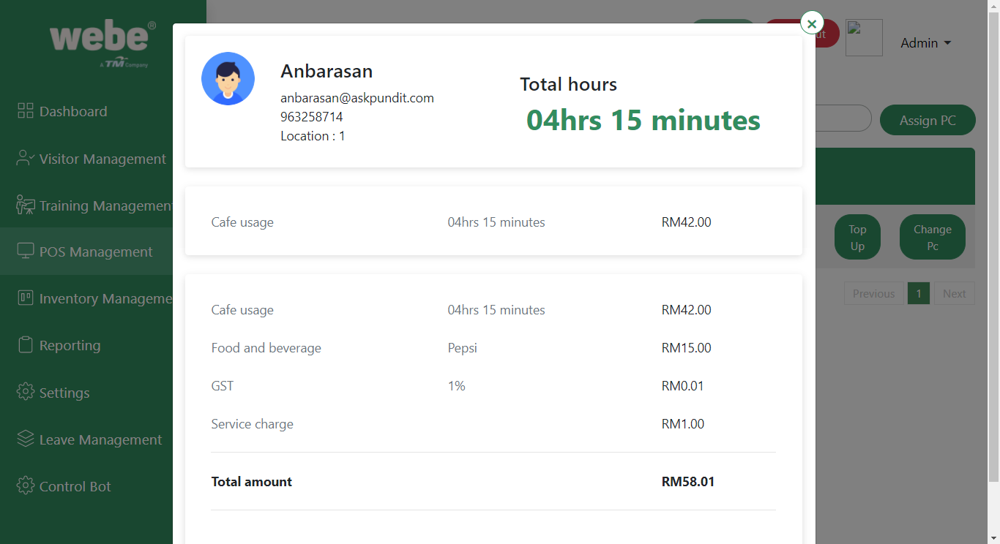 webe®
A TM Company
Dashboard
Visitor Management
Training Management
POS Management
Inventory Manageme
Reporting
Settings
Leave Management
Control Bot
ut
Admin
Assign PC
Top
Up
Change
Pc
Previous 1 Next
×
Anbarasan
anbarasan@askpundit.com
963258714
Location : 1
Total hours
04hrs 15 minutes
Cafe usage 04hrs 15 minutes RM42.00
Cafe usage 04hrs 15 minutes RM42.00
Food and beverage Pepsi RM15.00
GST 1% RM0.01
Service charge RM1.00
Total amount RM58.01